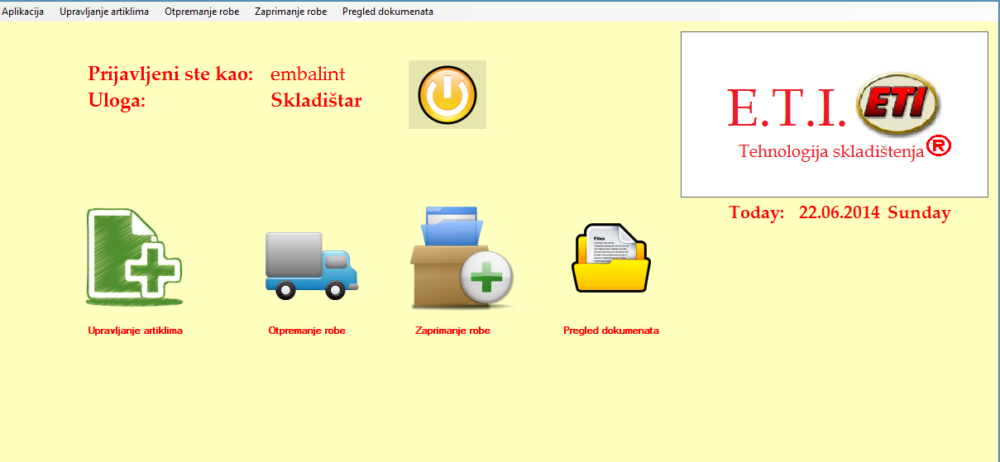 Aplikacija Upravljanje artiklima Otpremanje robe Zaprimanje robe Pregled dokumenata
Prijavljeni ste kao: embalint
Uloga: Skladištar
E.T.I. ETI
Tehnologija skladištenja®
Today: 22.06.2014 Sunday
Files
Upravljanje artiklima Otpremanje robe Zaprimanje robe Pregled dokumenata